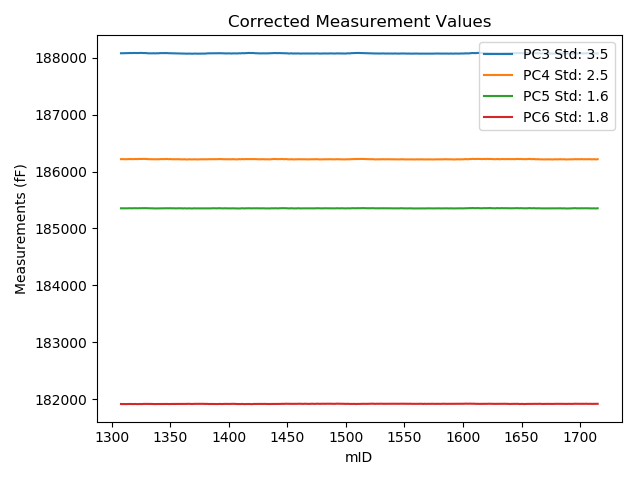 Corrected Measurement Values
Measurements (fF)
188000
187000
186000
185000
184000
183000
182000
PC3 Std: 3.5
PC4 Std: 2.5
PC5 Std: 1.6
PC6 Std: 1.8
1300 1350 1400 1450 1500 1550 1600 1650 1700
mID